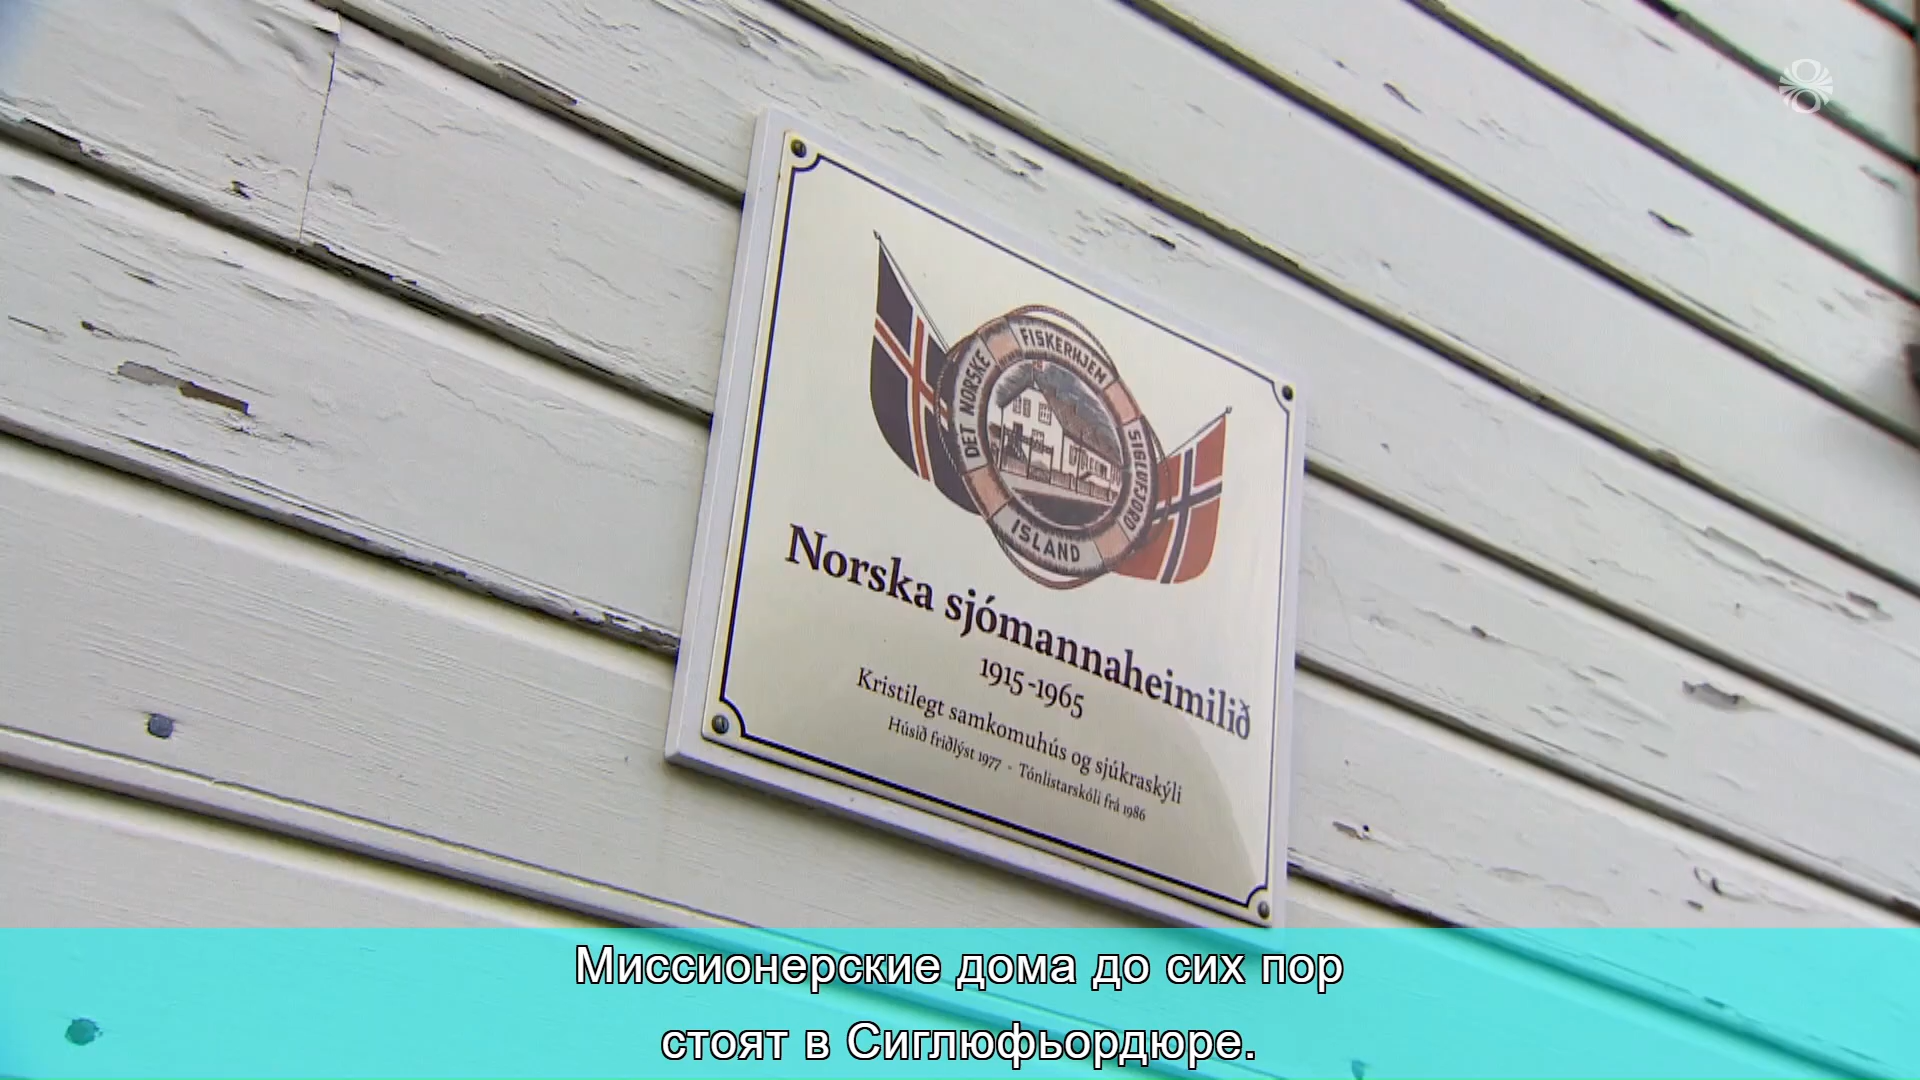 DET NORSKE FISKERHJEM SIGLUFJORD
ISLAND
Norska sjómannaheimilið
1915-1965
Kristilegt samkomuhús og sjúkraskýli
Húsið friðlýst 1977 - Tónlistarskóli frá 1986
Миссионерские дома до сих пор
стоят в Сиглюфьордюре.